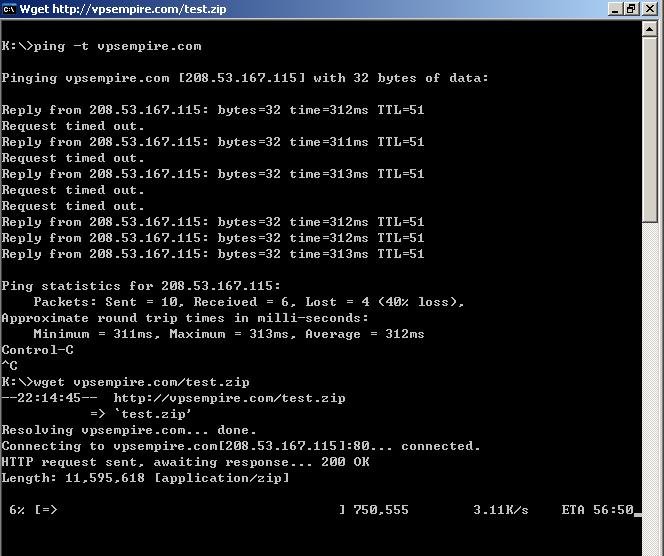 Wget http://vpsempire.com/test.zip
K:\>ping -t vpsempire.com
Pinging vpsempire.com [208.53.167.115] with 32 bytes of data:
Reply from 208.53.167.115: bytes=32 time=312ms TTL=51
Request timed out.
Reply from 208.53.167.115: bytes=32 time=311ms TTL=51
Request timed out.
Reply from 208.53.167.115: bytes=32 time=313ms TTL=51
Request timed out.
Request timed out.
Reply from 208.53.167.115: bytes=32 time=312ms TTL=51
Reply from 208.53.167.115: bytes=32 time=312ms TTL=51
Reply from 208.53.167.115: bytes=32 time=313ms TTL=51
Ping statistics for 208.53.167.115:
    Packets: Sent = 10, Received = 6, Lost = 4 (40% loss),
Approximate round trip times in milli-seconds:
    Minimum = 311ms, Maximum = 313ms, Average = 312ms
Control-C
^C
K:\>wget vpsempire.com/test.zip
--22:14:45--  http://vpsempire.com/test.zip
           => `test.zip'
Resolving vpsempire.com... done.
Connecting to vpsempire.com[208.53.167.115]:80... connected.
HTTP request sent, awaiting response... 200 OK
Length: 11,595,618 [application/zip]
 6% [=>                                   ] 750,555        3.11K/s    ETA 56:50